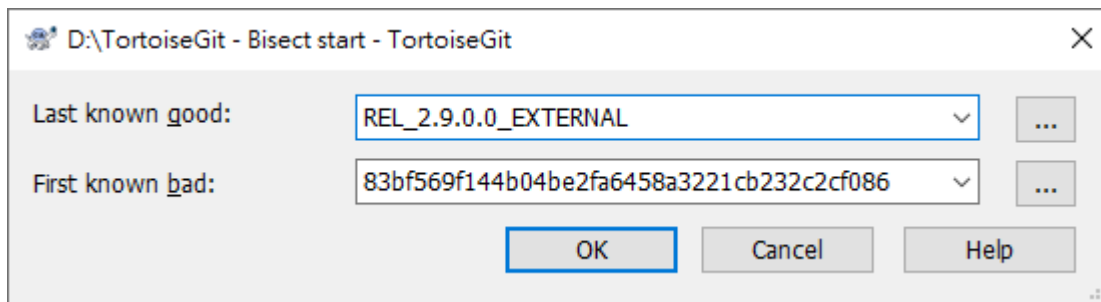 D:\TortoiseGit - Bisect start - TortoiseGit
Last known good: REL_2.9.0.0_EXTERNAL ...
First known bad: 83bf569f144b04be2fa6458a3221cb232c2cf086 ...
OK Cancel Help